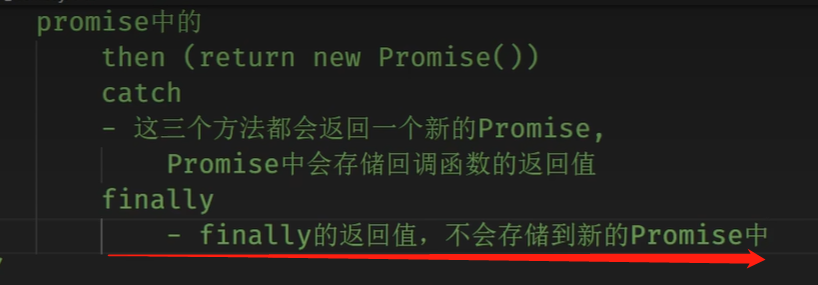 promise中的
then (return new Promise())
catch
- 这三个方法都会返回一个新的Promise,
Promise中会存储回调函数的返回值
finally
- finally的返回值，不会存储到新的Promise中